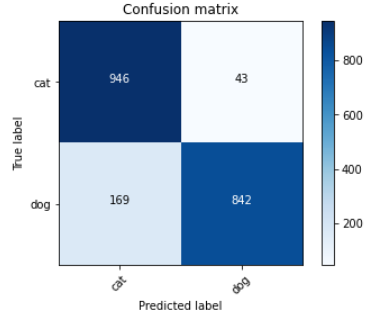 Confusion matrix
cat
946
43
dog
169
842
cat
dog
True label
Predicted label
800
600
400
200